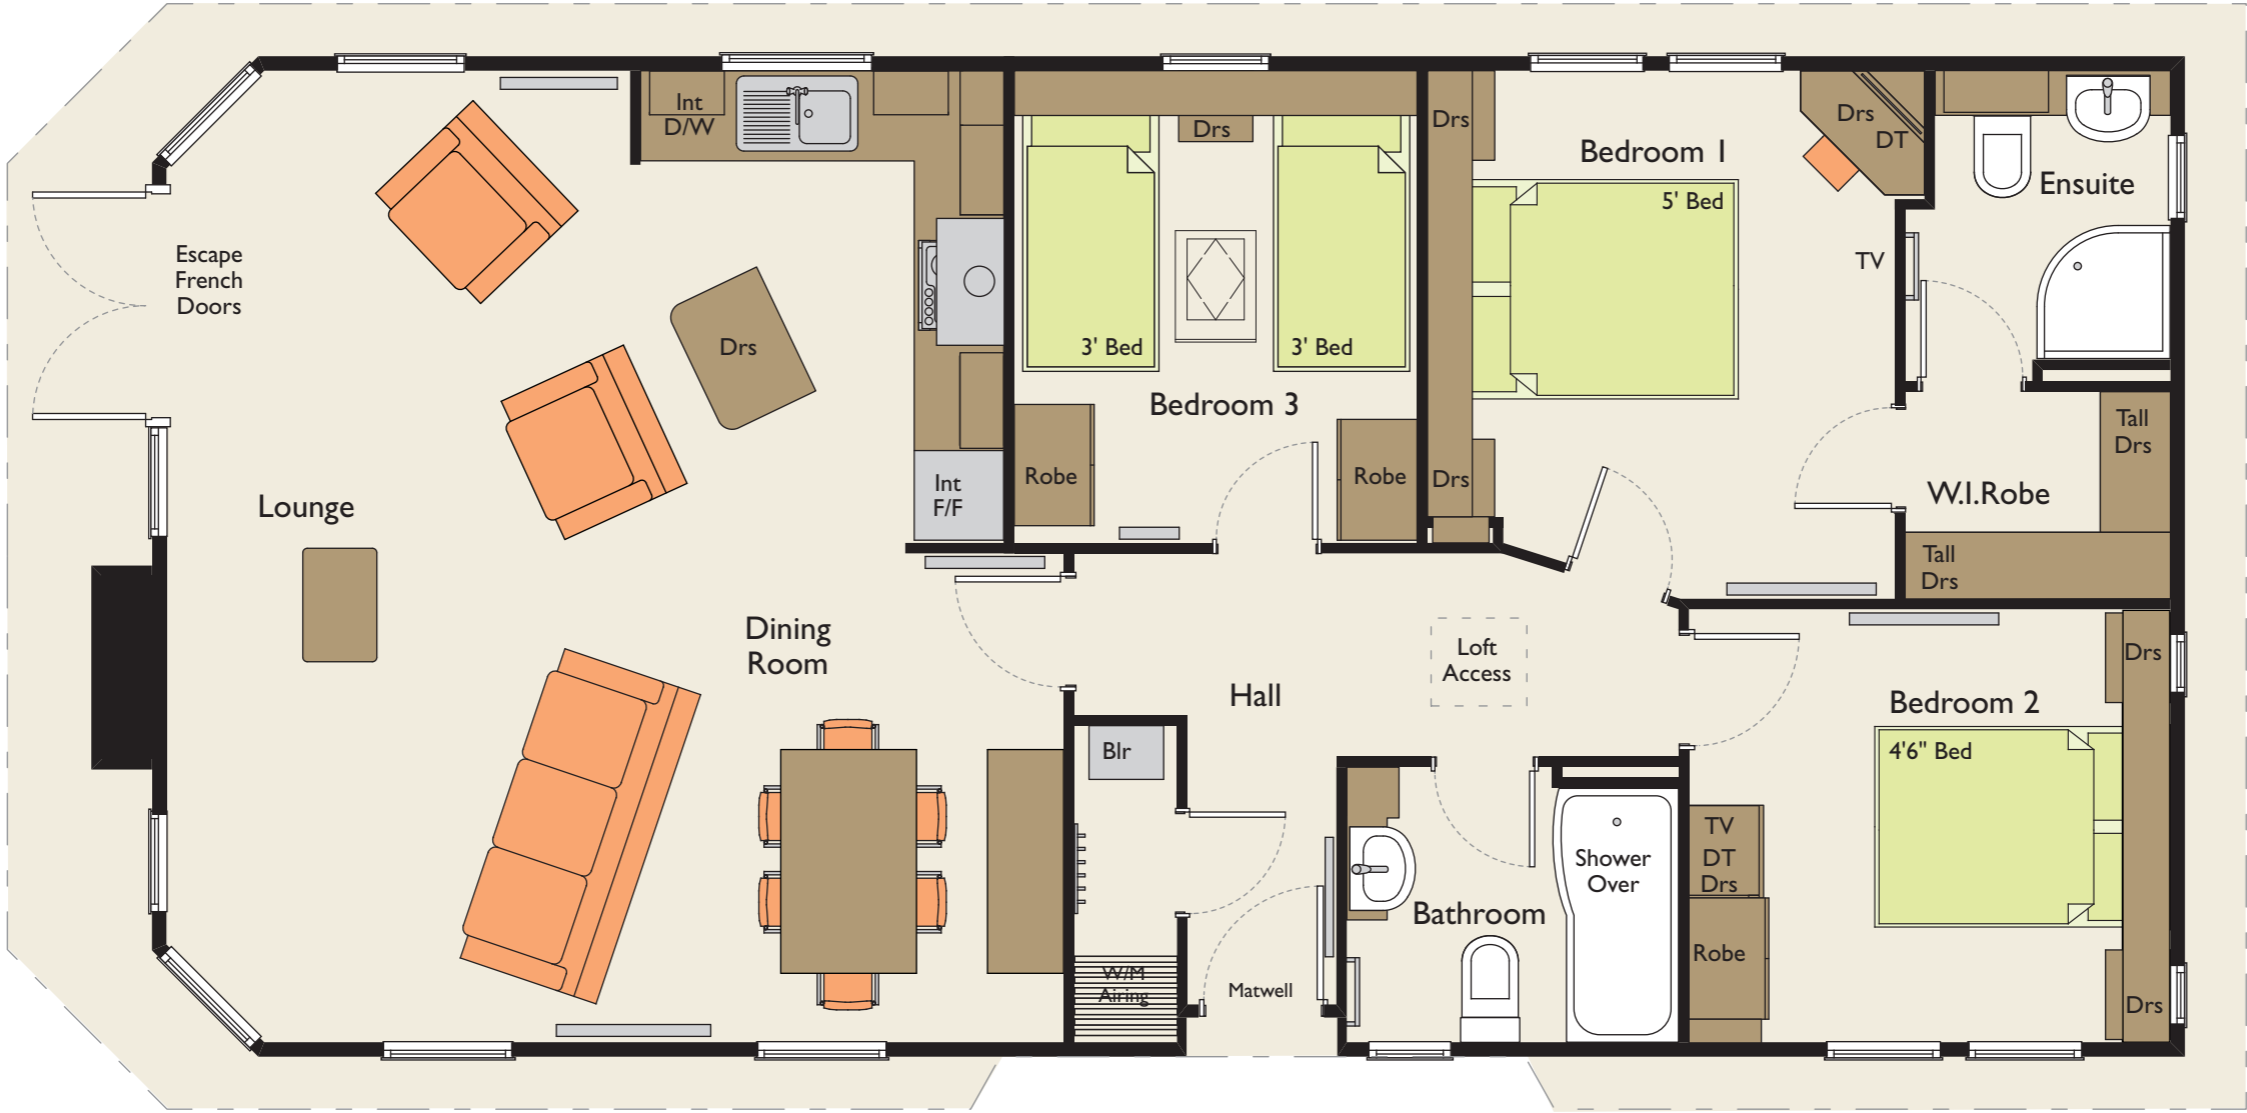 Int
D/W
Drs
Drs
Bedroom 1
Drs
DT
Ensuite
5' Bed
Escape
French
Doors
TV
Drs
3' Bed
3' Bed
Bedroom 3
Tall
Drs
Lounge
Int
F/F
Robe
Robe
Drs
W.I.Robe
Tall
Drs
Dining
Room
Loft
Access
Drs
Hall
Bedroom 2
Blr
4'6" Bed
TV
DT
Drs
Shower
Over
Bathroom
Robe
W/M
Airing
Matwell
Drs